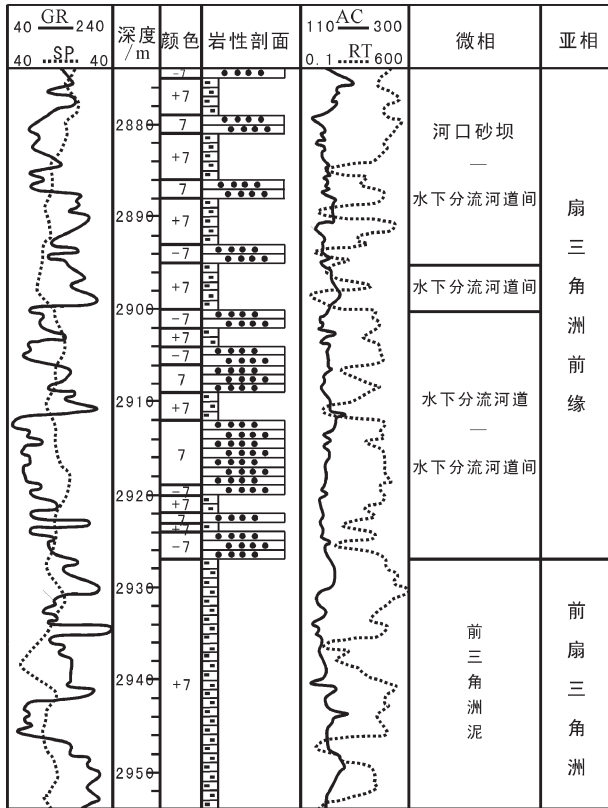 GR
40 240
SP
40 40
深度
/m
颜色
岩性剖面
AC
110 300
RT
0.1 600
微相
亚相
-7
+7
2880
7
+7
7
2890
+7
-7
+7
2900
-7
+7
-7
7
2910
+7
7
2920
-7
+7
7
+7
-7
2930
+7
2940
2950
河口砂坝
—
水下分流河道间
水下分流河道间
水下分流河道
—
水下分流河道间
前三角洲泥
扇三角洲前缘
前扇三角洲